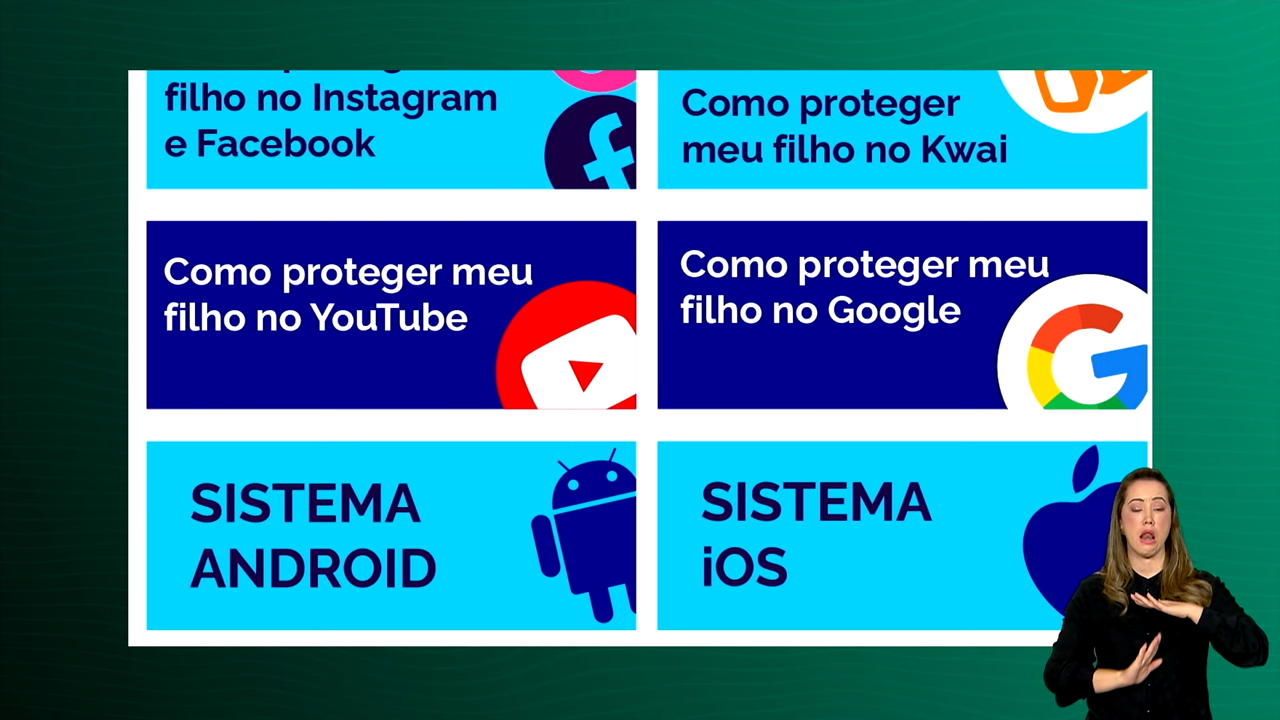 filho no Instagram
e Facebook
Como proteger
meu filho no Kwai
Como proteger meu
filho no YouTube
Como proteger meu
filho no Google
SISTEMA
ANDROID
SISTEMA
iOS